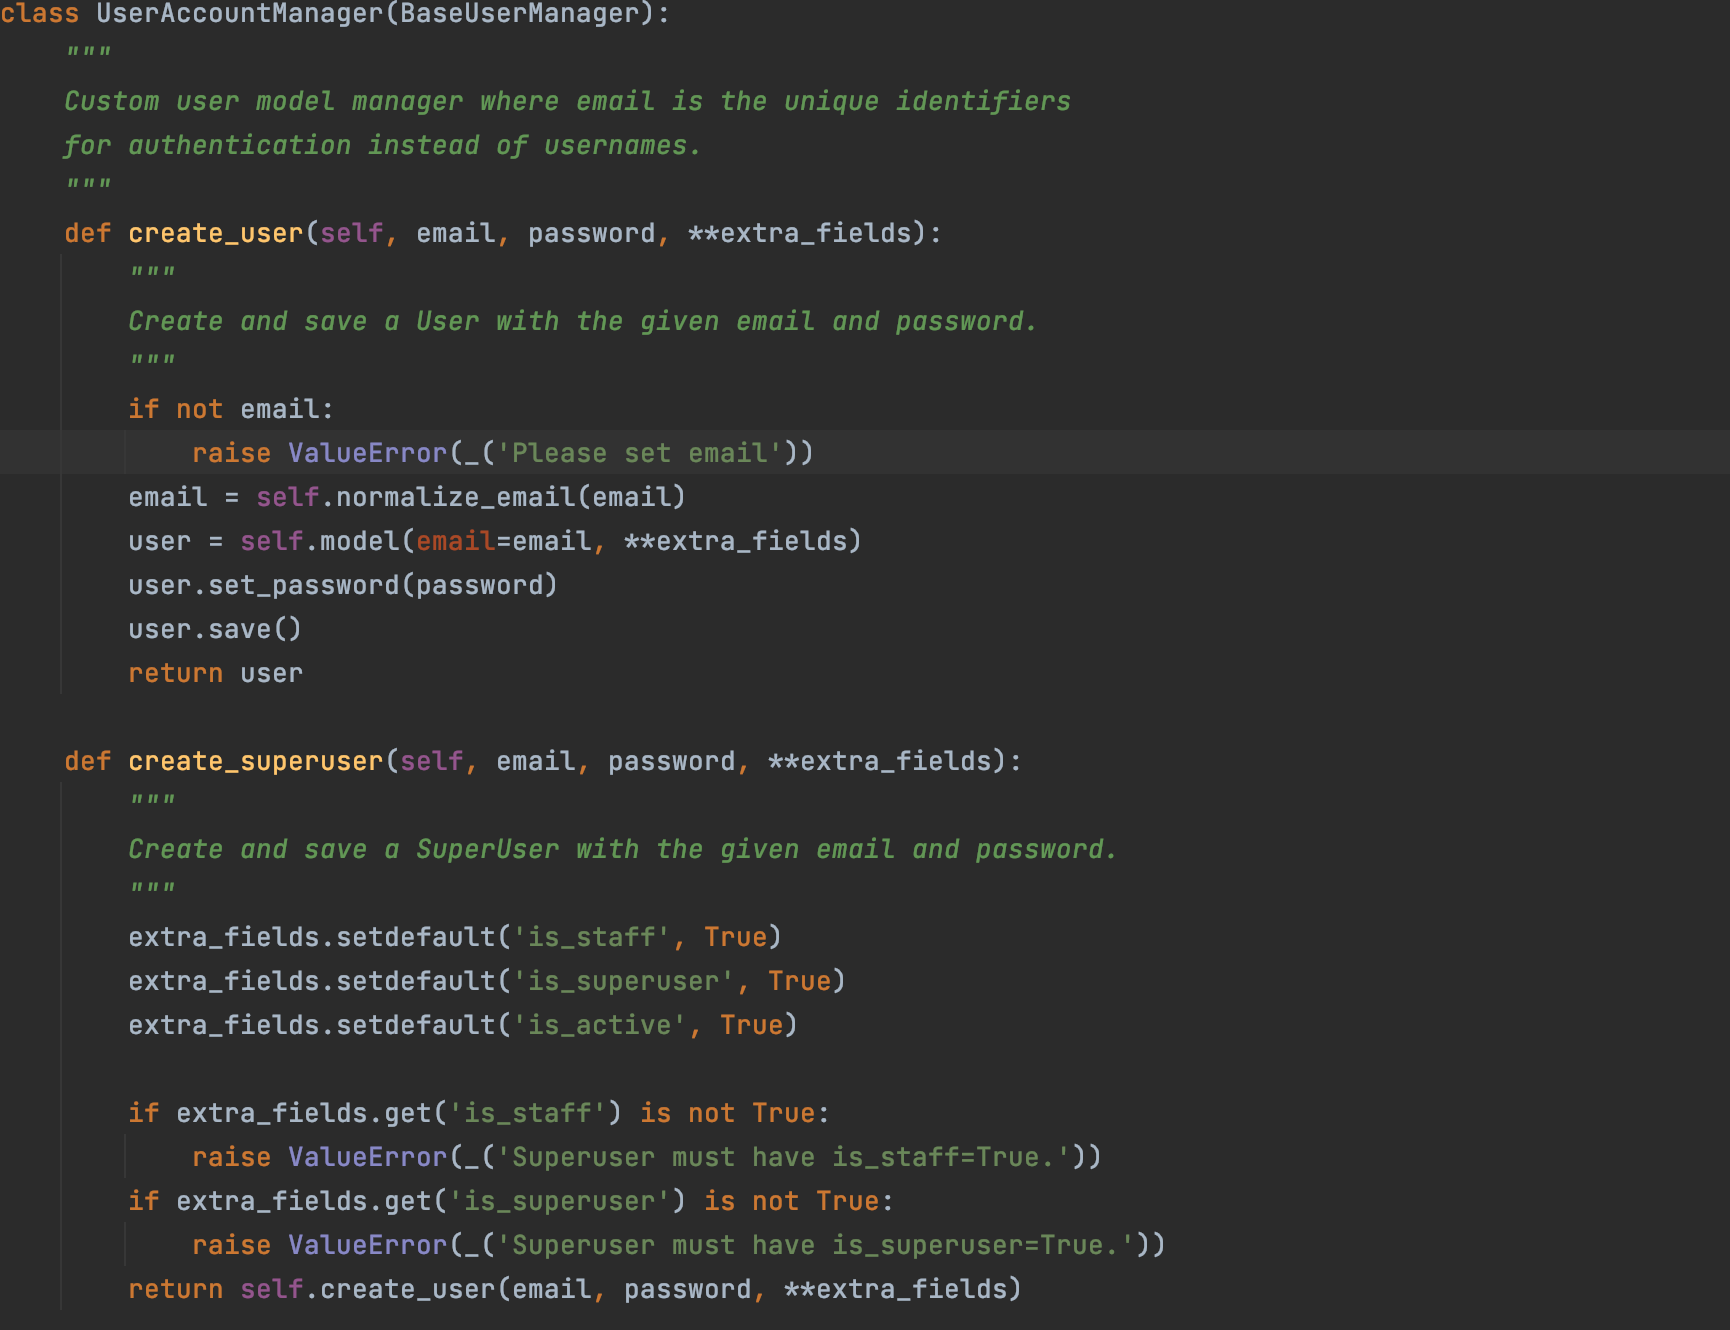 class UserAccountManager(BaseUserManager):
    """
    Custom user model manager where email is the unique identifiers
    for authentication instead of usernames.
    """
    def create_user(self, email, password, **extra_fields):
        """
        Create and save a User with the given email and password.
        """
        if not email:
            raise ValueError(_('Please set email'))
        email = self.normalize_email(email)
        user = self.model(email=email, **extra_fields)
        user.set_password(password)
        user.save()
        return user

    def create_superuser(self, email, password, **extra_fields):
        """
        Create and save a SuperUser with the given email and password.
        """
        extra_fields.setdefault('is_staff', True)
        extra_fields.setdefault('is_superuser', True)
        extra_fields.setdefault('is_active', True)

        if extra_fields.get('is_staff') is not True:
            raise ValueError(_('Superuser must have is_staff=True.'))
        if extra_fields.get('is_superuser') is not True:
            raise ValueError(_('Superuser must have is_superuser=True.'))
        return self.create_user(email, password, **extra_fields)